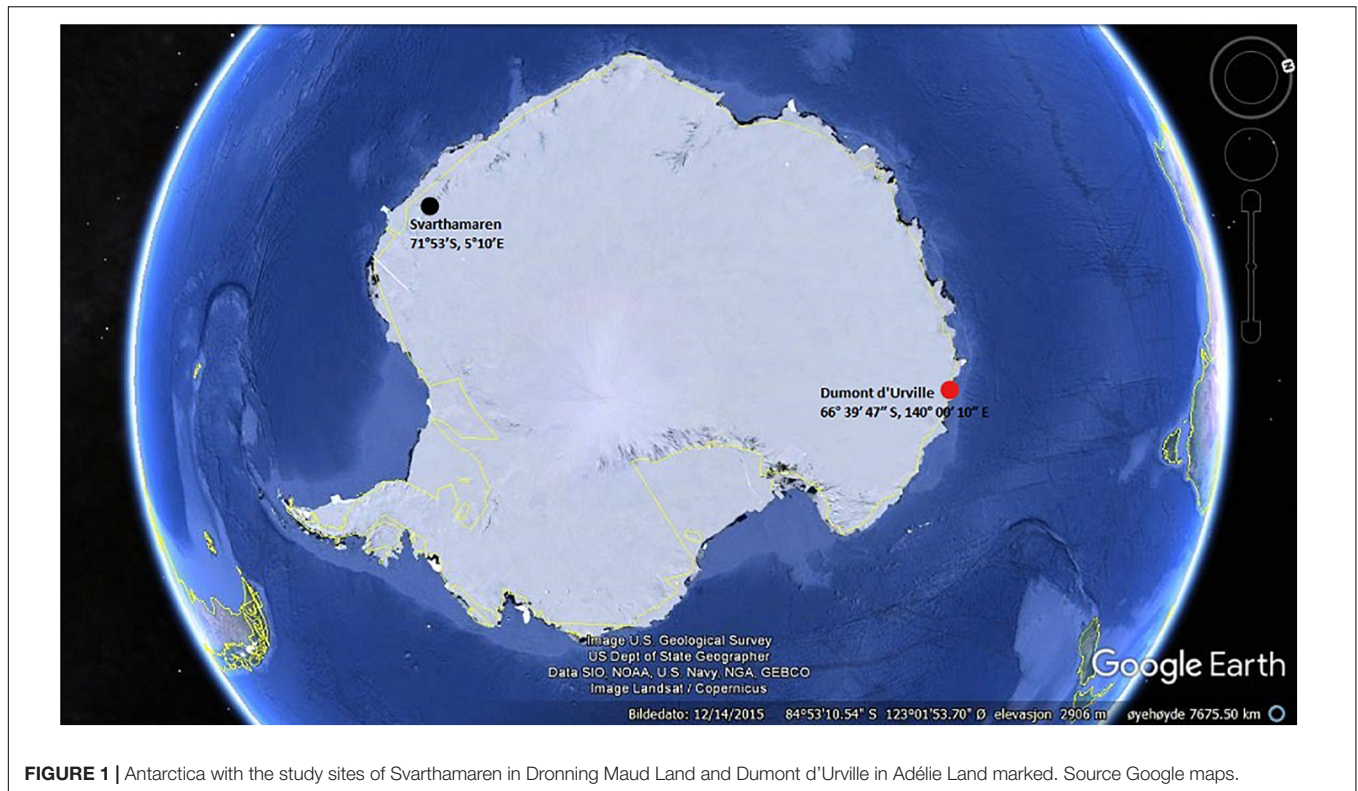 N
Svarthamaren
71°53'S, 5°10'E
Dumont d'Urville
66° 39' 47" S, 140° 00' 10" E
Image U.S. Geological Survey
US Dept of State Geographer
Data SIO, NOAA, U.S. Navy, NGA, GEBCO
Image Landsat / Copernicus
Google Earth
Bildedato: 12/14/2015 84°53'10.54" S 123°01'53.70" Ø elevasjon 2906 m øyehøyde 7675.50 km
FIGURE 1 | Antarctica with the study sites of Svarthamaren in Dronning Maud Land and Dumont d'Urville in Adélie Land marked. Source Google maps.